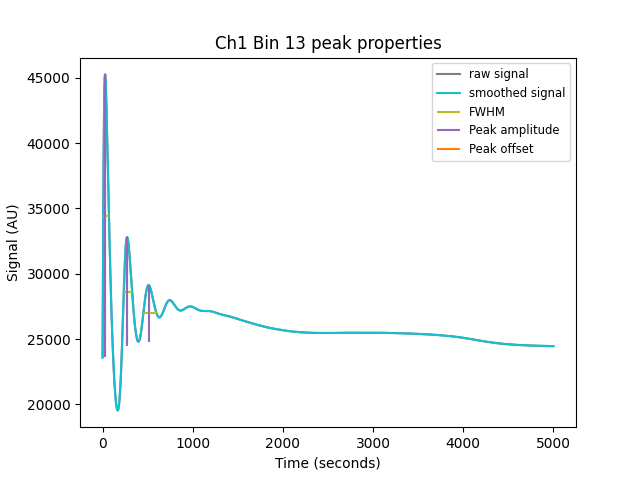 Ch1 Bin 13 peak properties
45000
40000
35000
30000
25000
20000
Signal (AU)
raw signal
smoothed signal
FWHM
Peak amplitude
Peak offset
0 1000 2000 3000 4000 5000
Time (seconds)